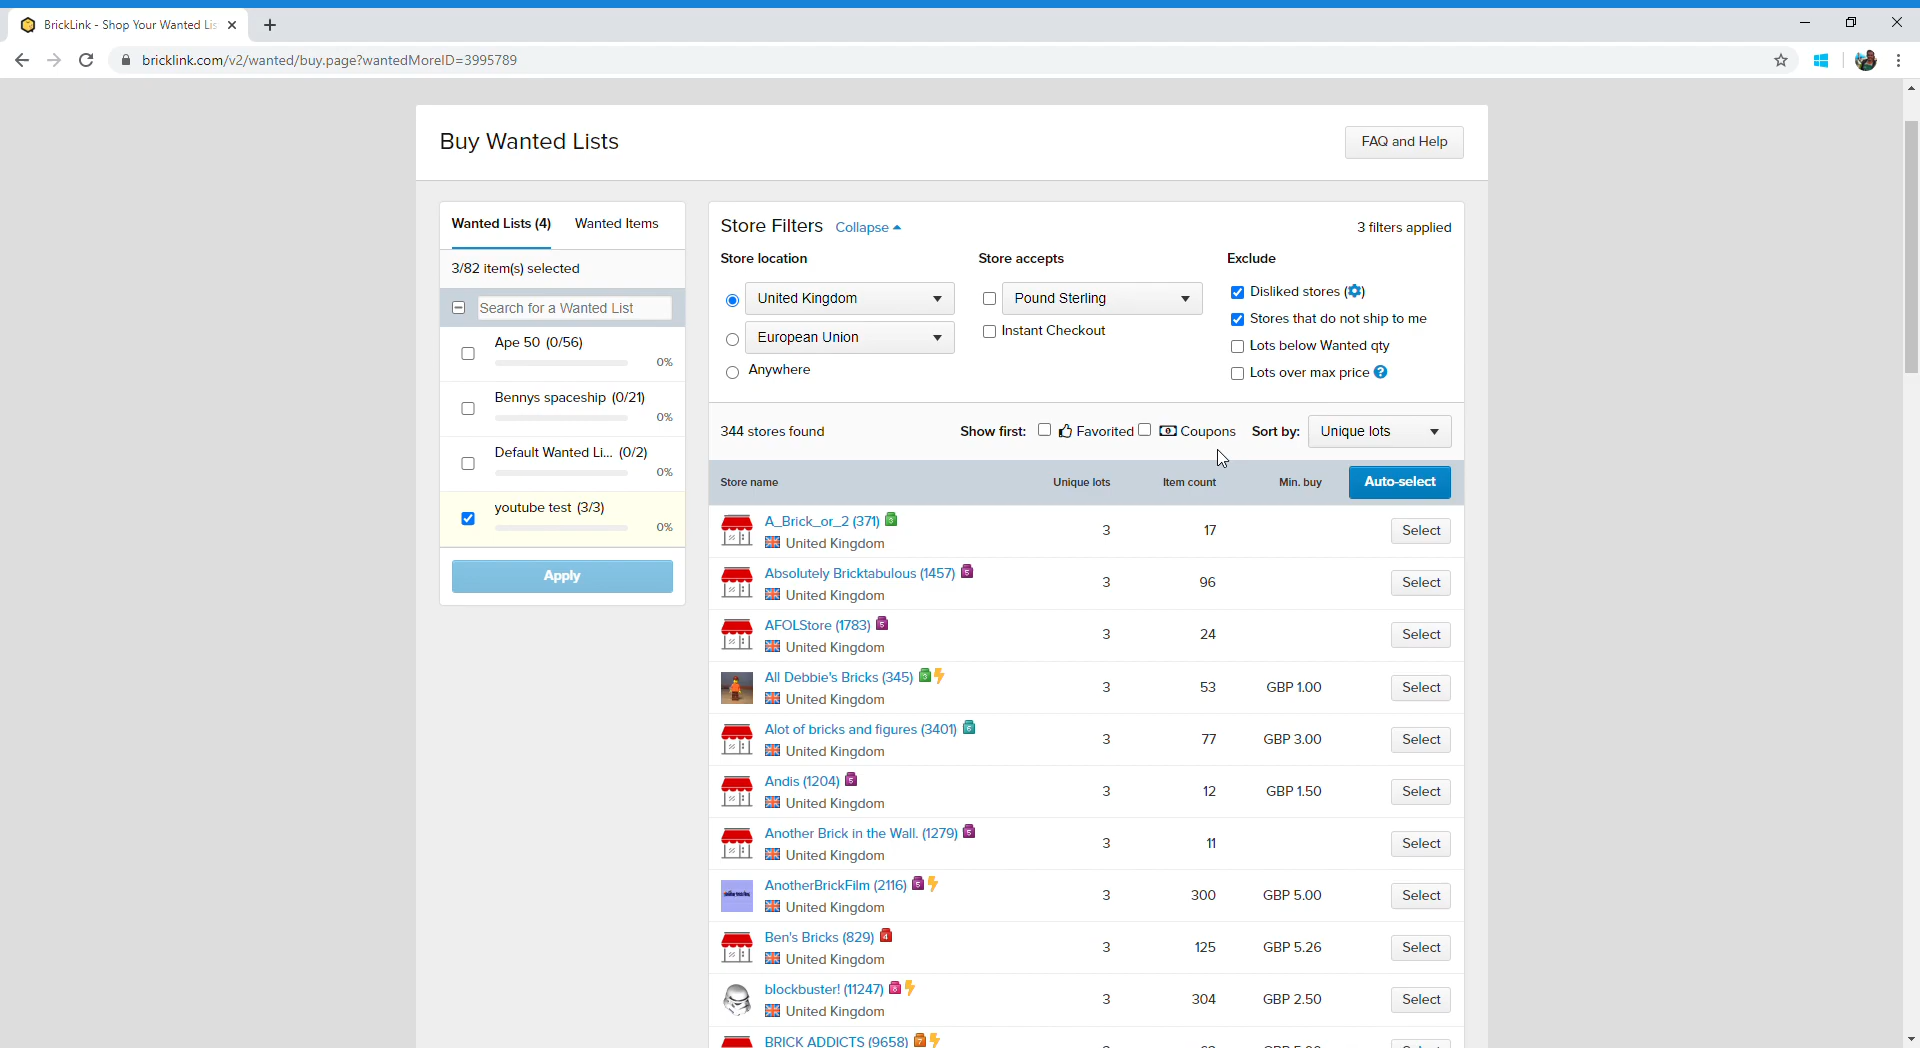 BrickLink - Shop Your Wanted Lis
bricklink.com/v2/wanted/buy.page?wantedMoreID=3995789
Buy Wanted Lists
FAQ and Help
Wanted Lists (4) Wanted Items
3/82 item(s) selected
Search for a Wanted List
Ape 50 (0/56)
0%
Bennys spaceship (0/21)
0%
Default Wanted Li... (0/2)
0%
youtube test (3/3)
0%
Apply
Store Filters Collapse 3 filters applied
Store location Store accepts Exclude
United Kingdom Pound Sterling Disliked stores ( )
European Union Instant Checkout Stores that do not ship to me
Anywhere Lots below Wanted qty
Lots over max price ?
344 stores found Show first: Favorited Coupons Sort by: Unique lots
Store name Unique lots Item count Min. buy Auto-select
A_Brick_or_2 (371) 3 17 Select
United Kingdom
Absolutely Bricktabulous (1457) 5 3 96 Select
United Kingdom
AFOLStore (1783) 5 3 24 Select
United Kingdom
All Debbie's Bricks (345) 3 53 GBP 1.00 Select
United Kingdom
Alot of bricks and figures (3401) 3 77 GBP 3.00 Select
United Kingdom
Andis (1204) 5 3 12 GBP 1.50 Select
United Kingdom
Another Brick in the Wall. (1279) 5 3 11 Select
United Kingdom
AnotherBrickFilm (2116) 5 3 300 GBP 5.00 Select
United Kingdom
Ben's Bricks (829) 4 3 125 GBP 5.26 Select
United Kingdom
blockbuster! (11247) 3 304 GBP 2.50 Select
United Kingdom
BRICK ADDICTS (9658) 7